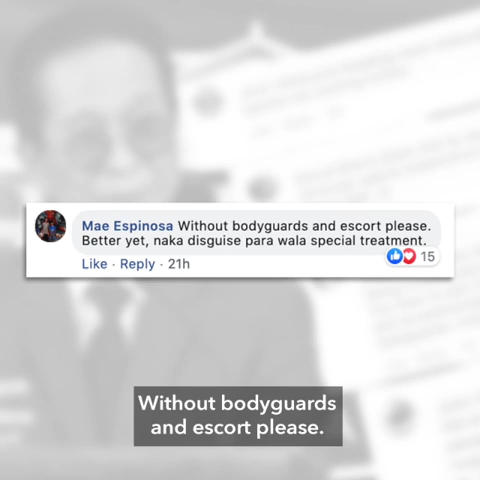 Mae Espinosa Without bodyguards and escort please.
Better yet, naka disguise para wala special treatment.
15
Like · Reply · 21h
Without bodyguards
and escort please.